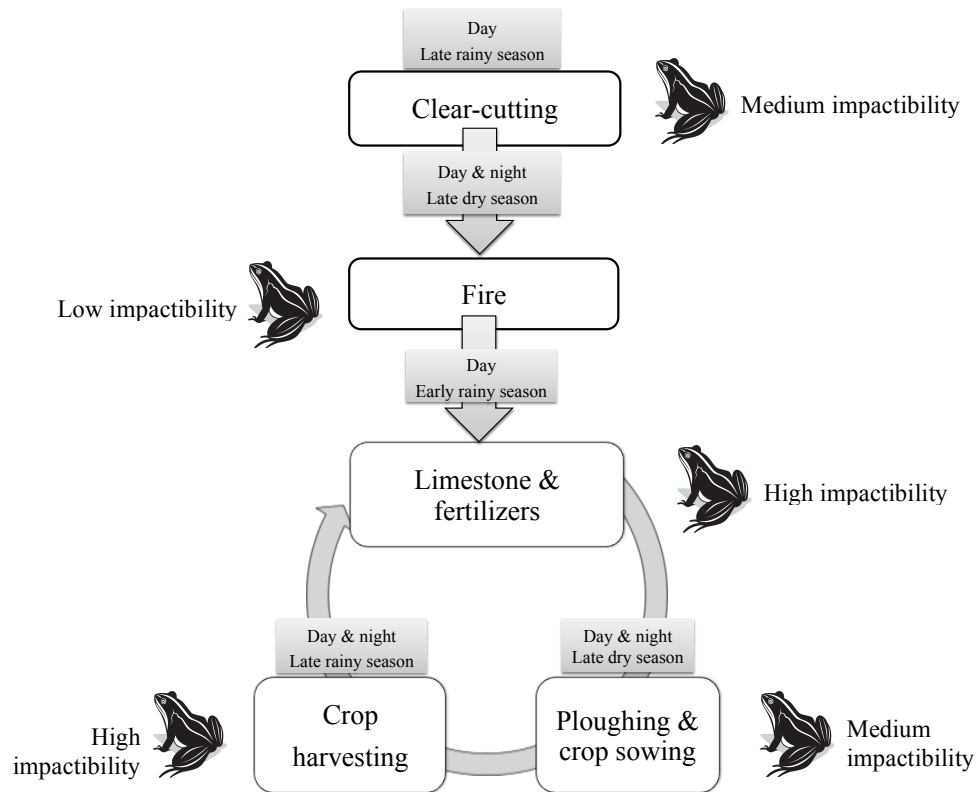 Day
Late rainy season
Clear-cutting
Medium impactibility
Day & night
Late dry season
Fire
Low impactibility
Day
Early rainy season
Limestone &
fertilizers
High impactibility
Day & night
Late rainy season
Day & night
Late dry season
Crop
harvesting
High
impactibility
Ploughing &
crop sowing
Medium
impactibility